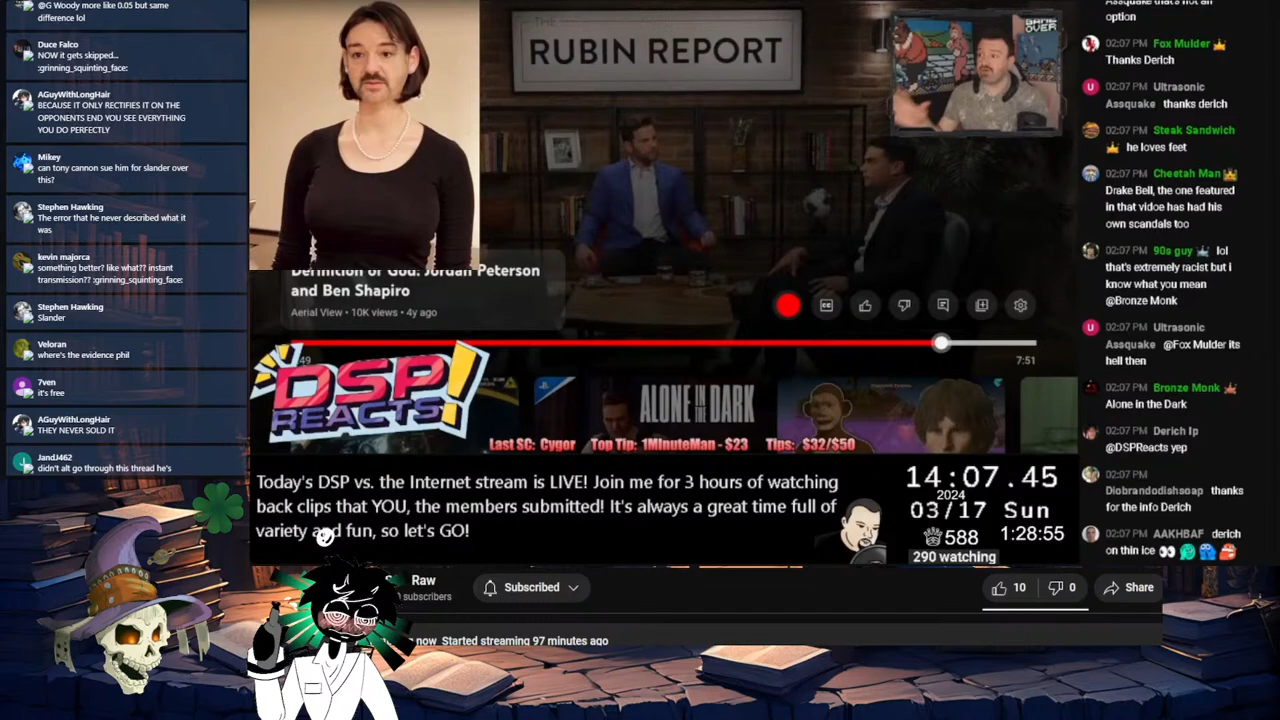 @G Woody more like 0.05 but same
difference lol
Duce Falco
NOW it gets skipped...
:grinning_squinting_face:
AGuyWithLongHair
BECAUSE IT ONLY RECTIFIES IT ON THE
OPPONENTS END YOU SEE EVERYTHING
YOU DO PERFECTLY
Mikey
can tony cannon sue him for slander over
this?
Stephen Hawking
The error that he never described what it
was
kevin majorca
something better? like what?? instant
transmission?? :grinning_squinting_face:
Stephen Hawking
Slander
Veloran
where's the evidence phil
7ven
it's free
AGuyWithLongHair
THEY NEVER SOLD IT
JandJ462
didn't alt go through this thread he's
THE
RUBIN REPORT
GAME
OVER
Definition of God: Jordan Peterson
and Ben Shapiro
Aerial View • 10K views • 4y ago
49
7:51
DSP
REACTS!
ALONE IN THE
DARK
Last SC: Cygor Top Tip: 1MinuteMan - $23 Tips: $32/$50
Today's DSP vs. the Internet stream is LIVE! Join me for 3 hours of watching
back clips that YOU, the members submitted! It's always a great time full of
variety and fun, so let's GO!
14:07.45
2024
03/17 Sun
588
1:28:55
290 watching
Raw
subscribers
Subscribed
10
0
Share
now Started streaming 97 minutes ago
Assquake thats not an
option
02:07 PM Fox Mulder
Thanks Derich
02:07 PM Ultrasonic
Assquake thanks derich
02:07 PM Steak Sandwich
he loves feet
02:07 PM Cheetah Man
Drake Bell, the one featured
in that vidoe has had his
own scandals too
02:07 PM 90s guy lol
that's extremely racist but i
know what you mean
@Bronze Monk
02:07 PM Ultrasonic
Assquake @Fox Mulder its
hell then
02:07 PM Bronze Monk
Alone in the Dark
02:07 PM Derich Ip
@DSPReacts yep
02:07 PM
Diobrandodishsoap thanks
for the info Derich
02:07 PM AAKHBAF derich
on thin ice